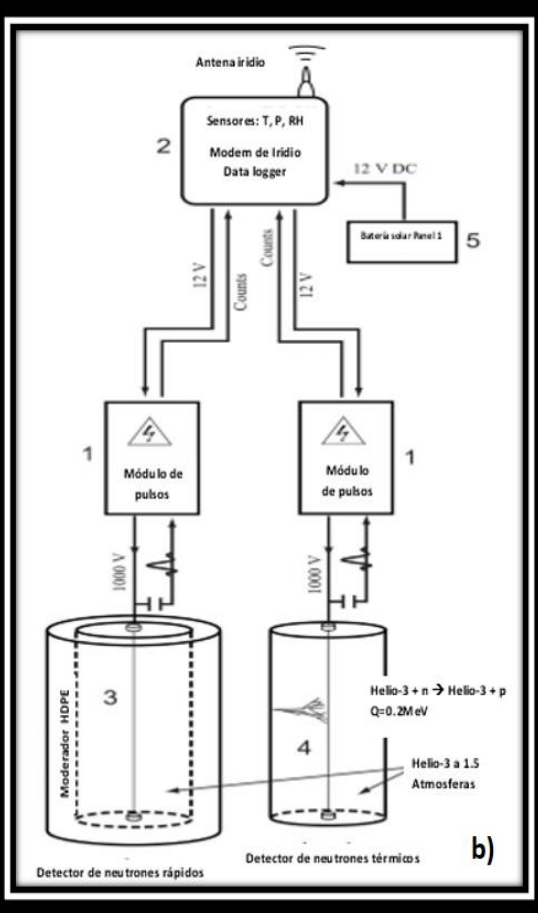 Antena iridio
Sensores: T, P, RH
2
Modem de Iridio
Data logger
12 V DC
Batería solar Panel 1
5
12 V
Counts
Counts
12 V
1
Módulo de
pulsos
Módulo
de pulsos
1
1000 V
1000 V
Moderador HDPE
3
4
Helio-3 + n → Helio-3 + p
Q=0.2MeV
Helio-3 a 1.5
Atmosferas
Detector de neutrones rápidos
Detector de neutrones térmicos
b)